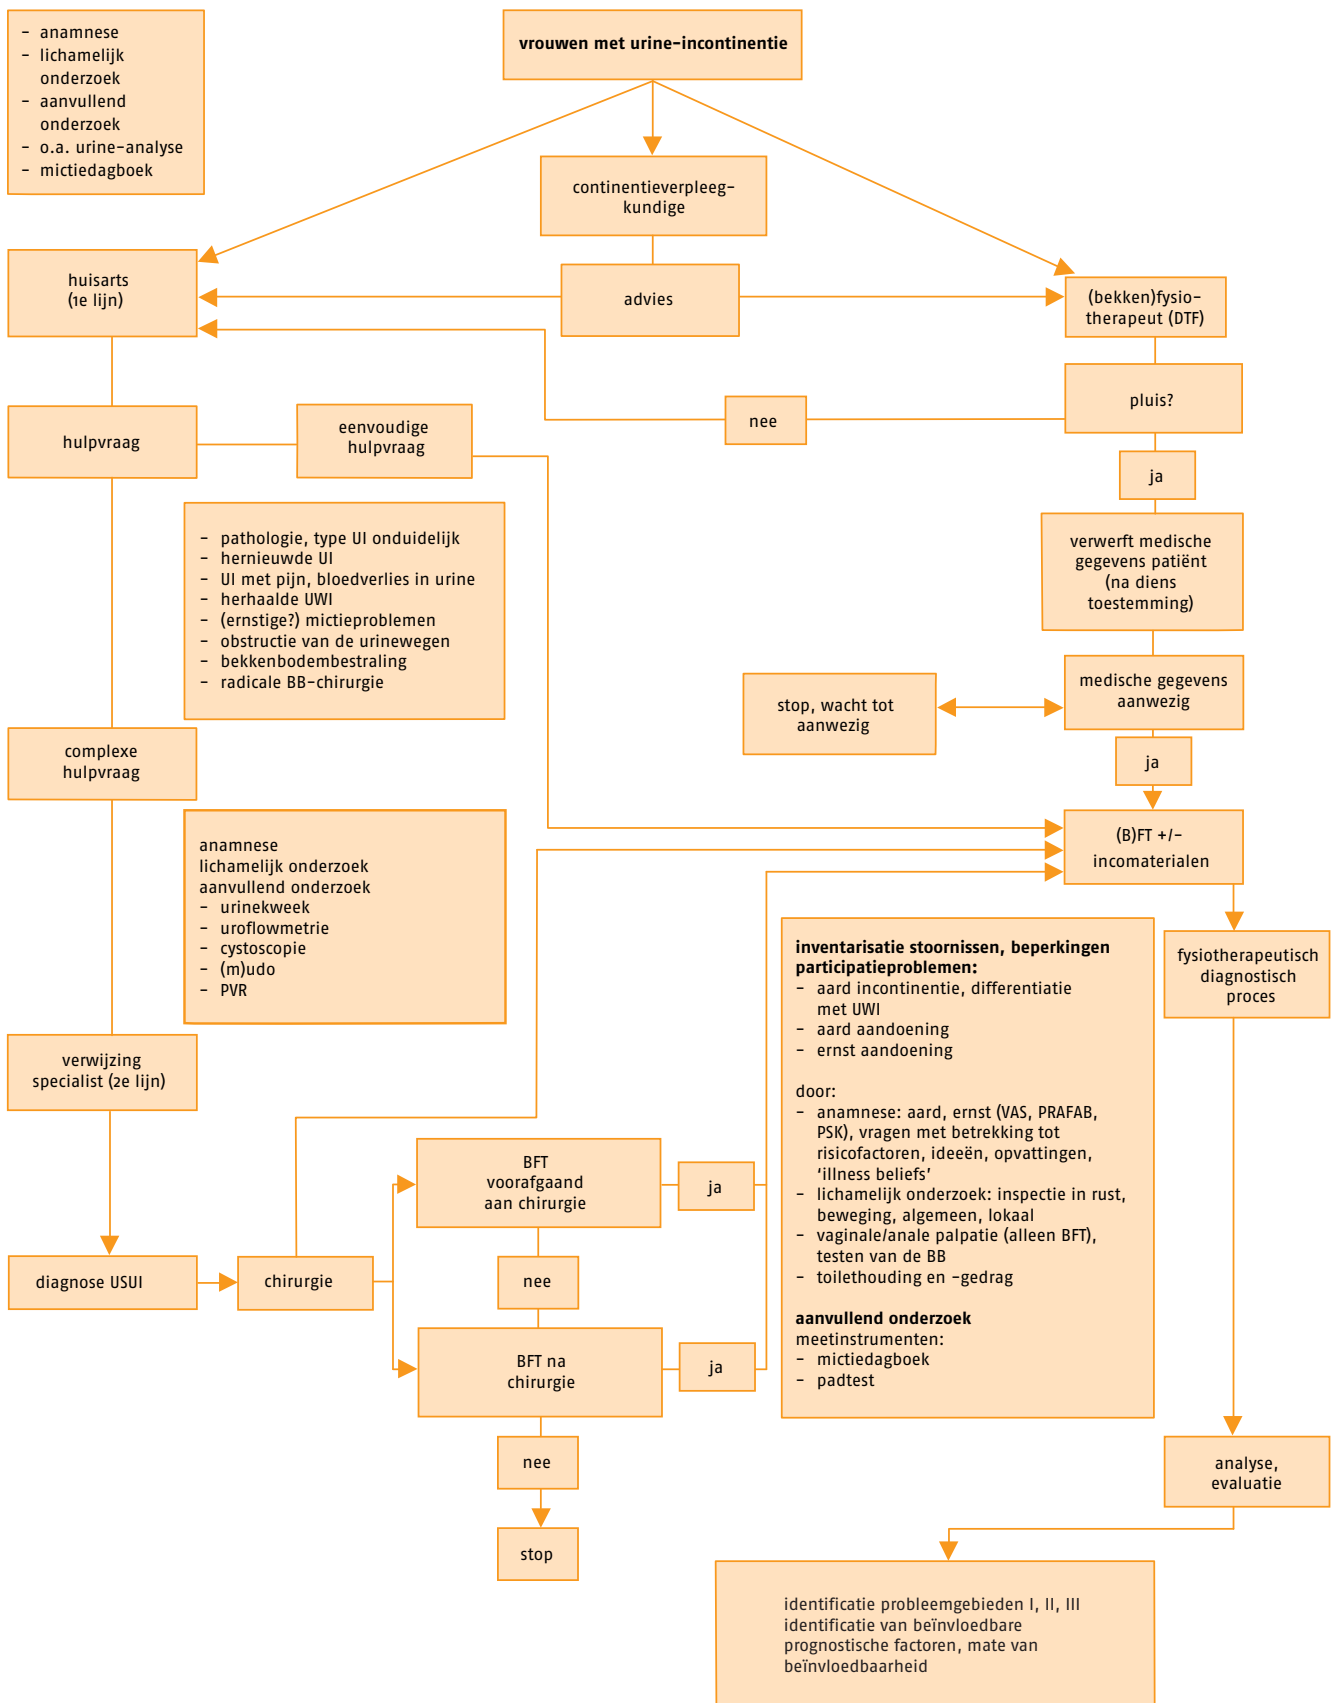 - anamnese
- lichamelijk
onderzoek
- aanvullend
onderzoek
- o.a. urine-analyse
- mictiedagboek
vrouwen met urine-incontentie
continentieverpleeg-
kundige
huisarts
(1e lijn)
advies
(bekken)fysio-
therapeut (DTF)
pluis?
nee
hulpvraag
eenvoudige
hulpvraag
ja
- pathologie, type UI onduidelijk
- hernieuwde UI
- UI met pijn, bloedverlies in urine
- herhaalde UWI
- (ernstige?) mictieproblemen
- obstructie van de urinewegen
- bekkenbodembestraling
- radicale BB-chirurgie
verwerft medische
gegevens patiënt
(na diens
toestemming)
medische gegevens
aanwezig
stop, wacht tot
aanwezig
complexe
hulpvraag
ja
anamnese
lichamelijk onderzoek
aanvullend onderzoek
- urinekweek
- uroflowmetrie
- cystoscopie
- (m)udo
- PVR
(B)FT +/-
incomaterialen
inventarisatie stoornissen, beperkingen
participatieproblemen:
- aard incontinentie, differentiatie
met UWI
- aard aandoening
- ernst aandoening
door:
- anamnese: aard, ernst (VAS, PRAFAB,
PSK), vragen met betrekking tot
risicofactoren, ideeën, opvattingen,
‘illness beliefs’
- lichamelijk onderzoek: inspectie in rust,
beweging, algemeen, lokaal
- vaginale/anale palpatie (alleen BFT),
testen van de BB
- toilethouding en -gedrag
aanvullend onderzoek
meetinstrumenten:
- mictiedagboek
- padtest
fysiotherapeutisch
diagnostisch
proces
verwijzing
specialist (2e lijn)
BFT
voorafgaand
aan chirurgie
ja
diagnose USUI
chirurgie
nee
BFT na
chirurgie
ja
nee
stop
analyse,
evaluatie
identificatie probleemgebieden I, II, III
identificatie van beïnvloedbare
prognostische factoren, mate van
beïnvloedbaarheid